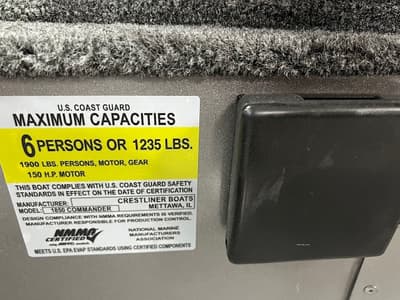 U.S. COAST GUARD
MAXIMUM CAPACITIES
6 PERSONS OR 1235 LBS.
1900 LBS. PERSONS, MOTOR, GEAR
150 H.P. MOTOR
THIS BOAT COMPLIES WITH U.S. COAST GUARD SAFETY
STANDARDS IN EFFECT ON THE DATE OF CERTIFICATION
MANUFACTURER: CRESTLINER BOATS
MODEL: 1850 COMMANDER METTAWA, IL
DESIGN COMPLIANCE WITH NMMA REQUIREMENTS IS VERIFIED.
MANUFACTURER RESPONSIBLE FOR PRODUCTION CONTROL.
NMMA CERTIFIED
NATIONAL MARINE
MANUFACTURERS
ASSOCIATION
MEETS U.S. EPA EVAP STANDARDS USING CERTIFIED COMPONENTS